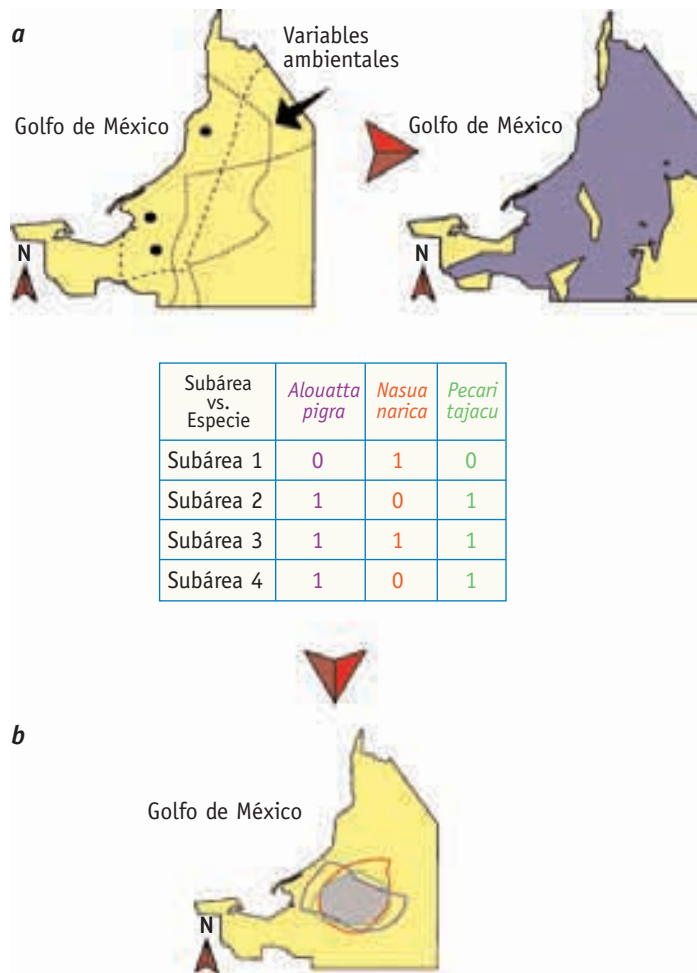 a
Variables
ambientales
Golfo de México
Golfo de México
N
N
Subárea
vs.
Especie
Alouatta
pigra
Nasua
narica
Pecari
tajacu
Subárea 1 0 1 0
Subárea 2 1 0 1
Subárea 3 1 1 1
Subárea 4 1 0 1
b
Golfo de México
N